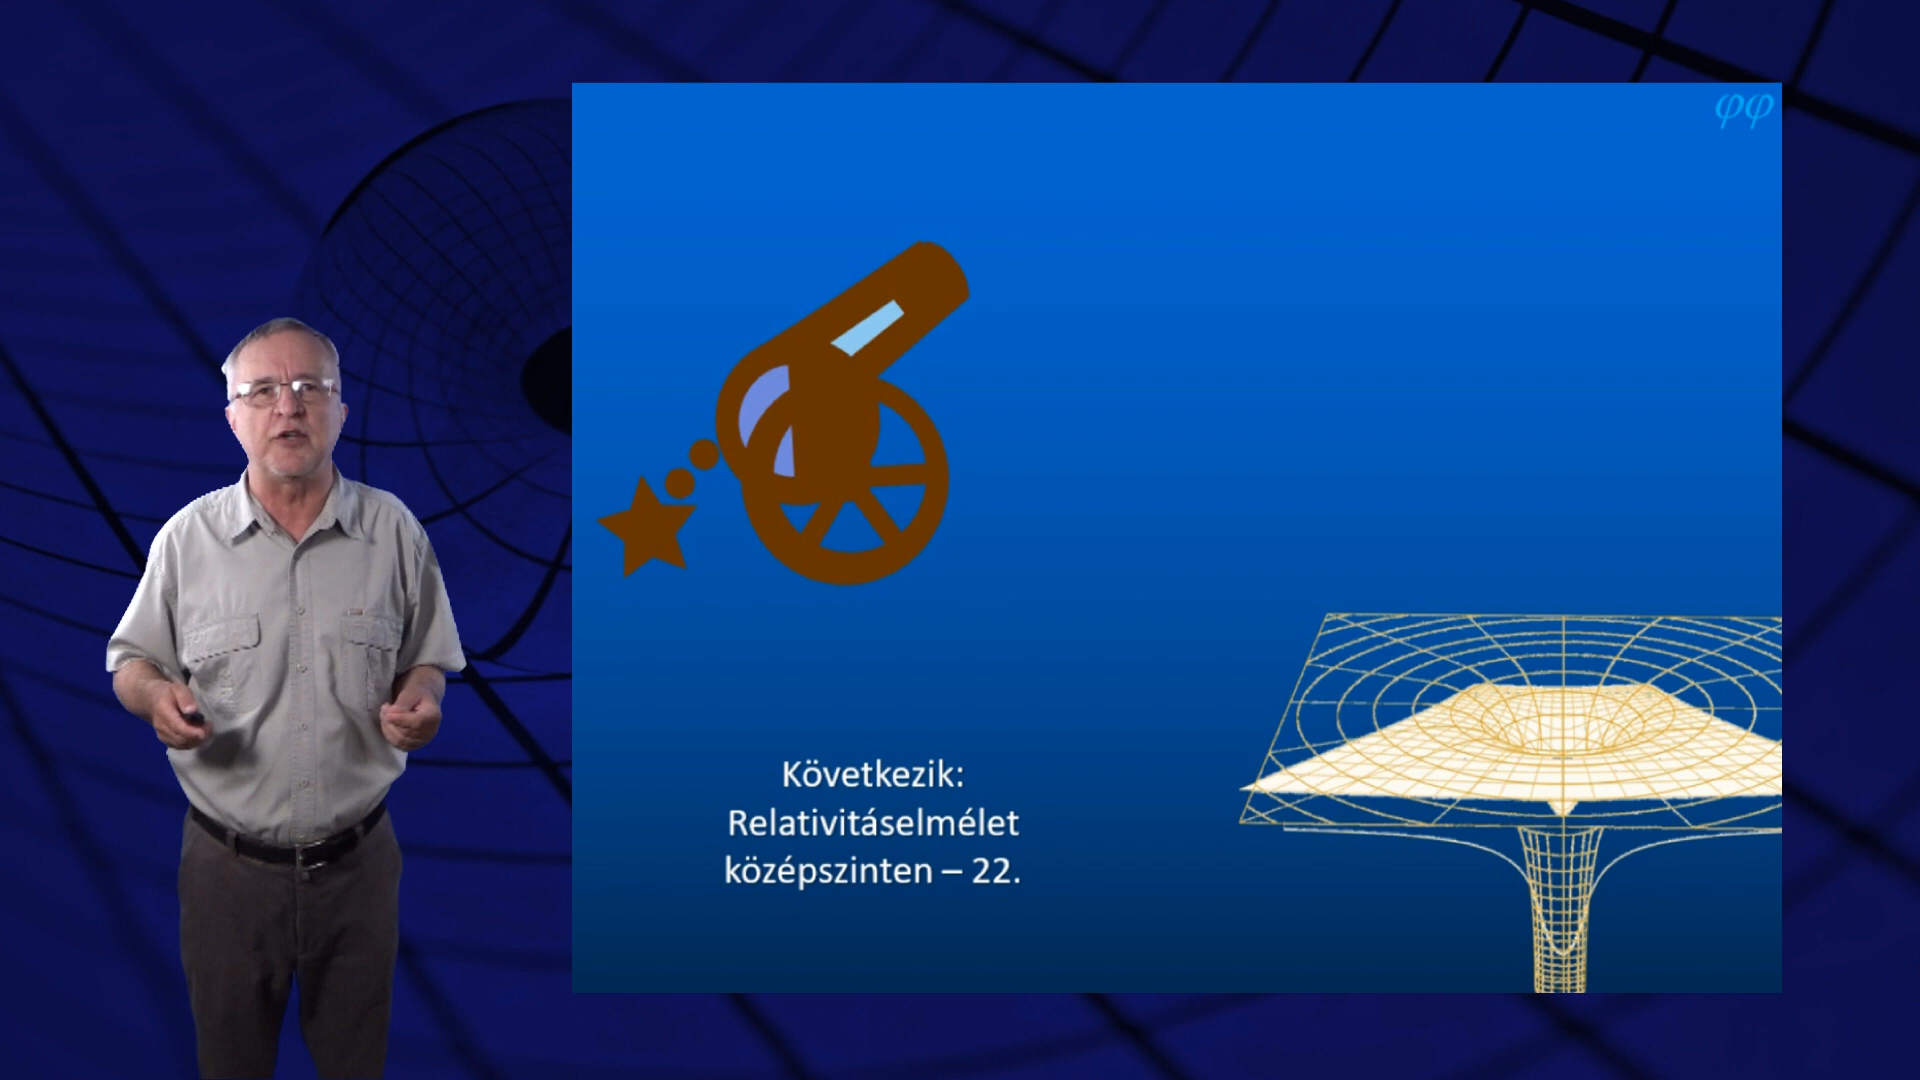 φφ
Következik:
Relativitáselmélet
középszinten – 22.